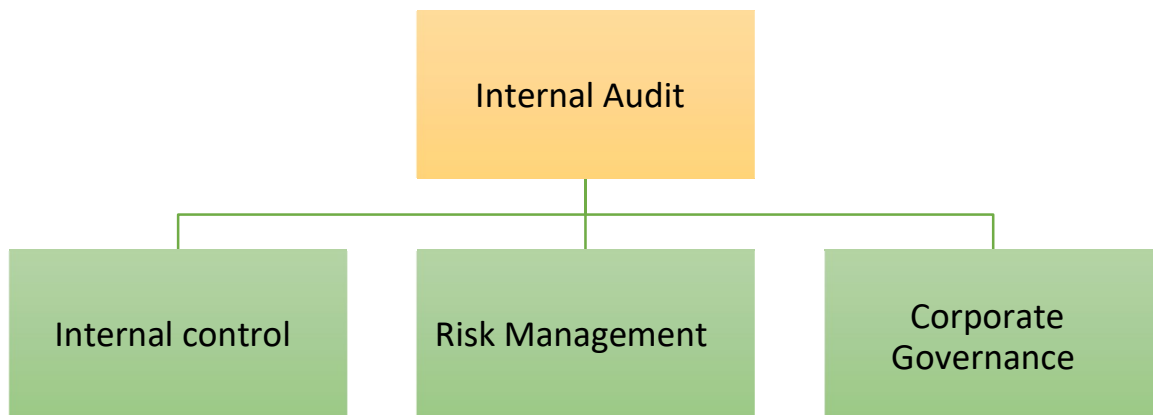 Internal Audit
Internal control
Risk Management
Corporate
Governance